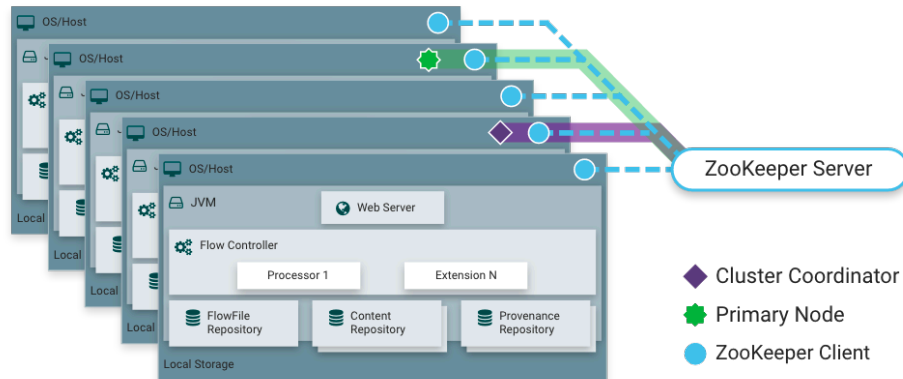 OS/Host
OS/Host
OS/Host
OS/Host
OS/Host
JVM
Web Server
Flow Controller
Processor 1
Extension N
FlowFile
Repository
Content
Repository
Provenance
Repository
Local Storage
Local
Local
Local
Local
ZooKeeper Server
Cluster Coordinator
Primary Node
ZooKeeper Client